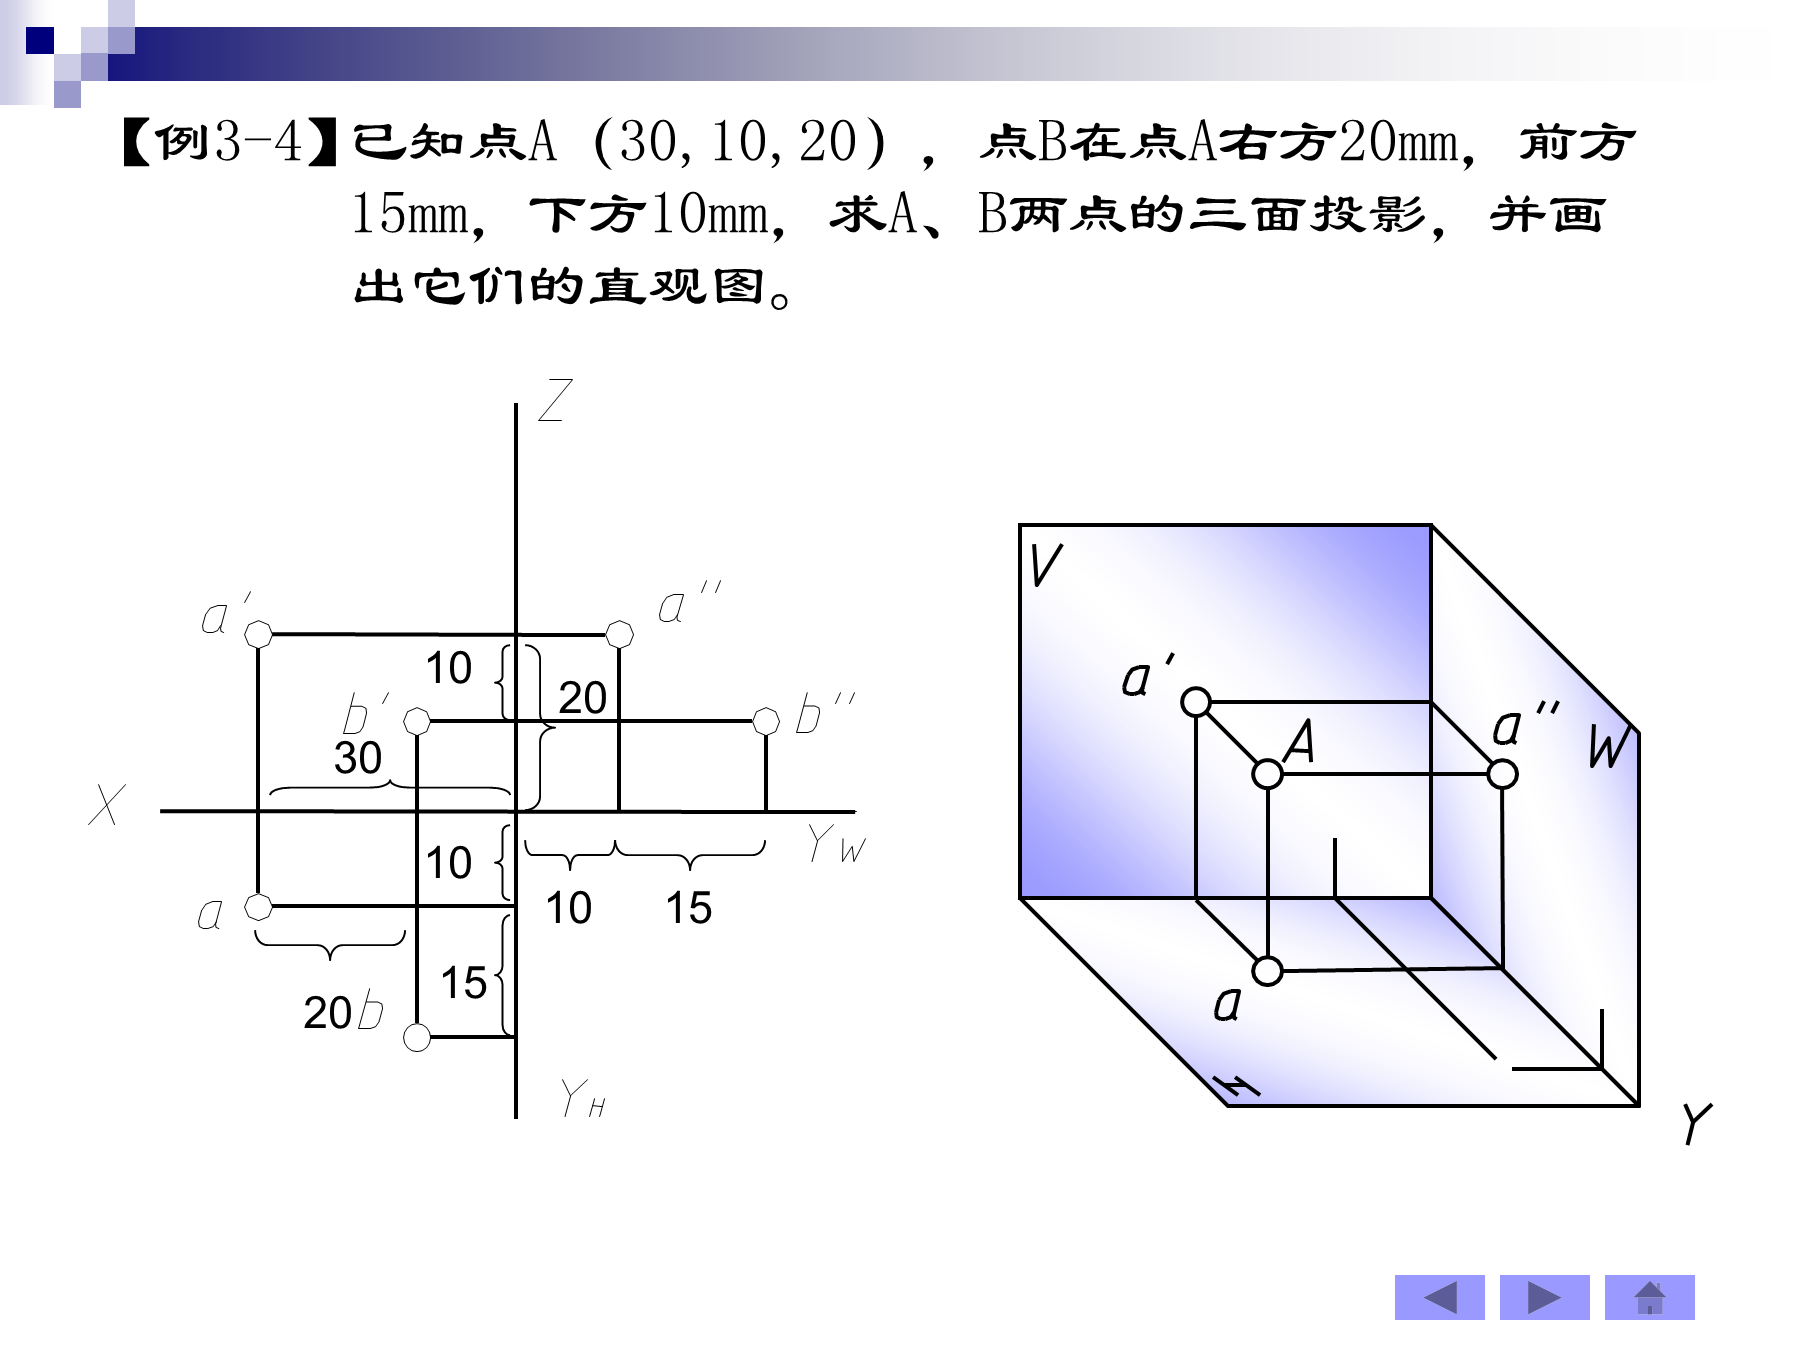 【例3-4】已知点A（30,10,20），点B在点A右方20mm，前方
15mm，下方10mm，求A、B两点的三面投影，并画
出它们的直观图。
Z
a′
a″
10
20
b′
b″
30
X
YW
10
a
10
15
15
20
b
YH
V
a′
A
a″
W
a
H
Y